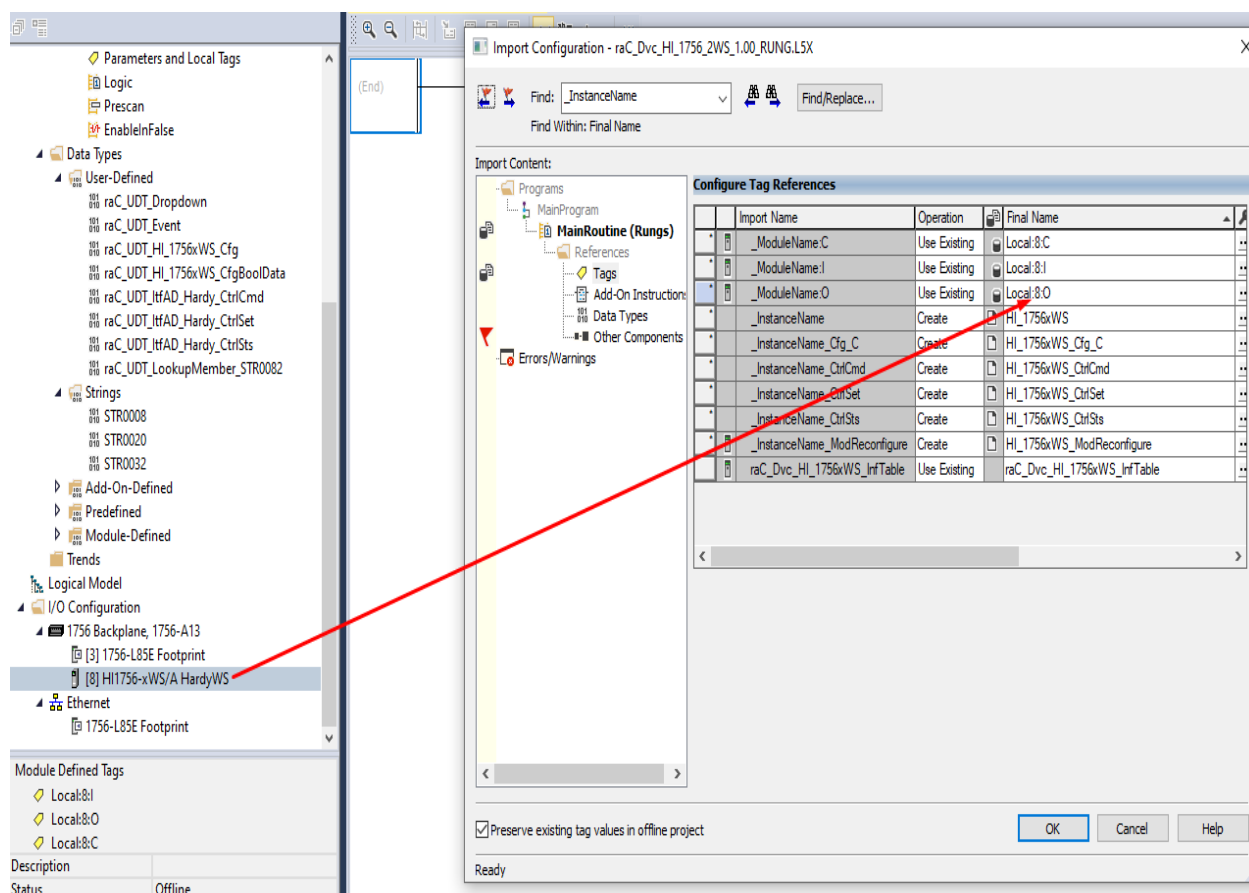 Parameters and Local Tags
Logic
Prescan
EnableInFalse
Data Types
User-Defined
raC_UDT_Dropdown
raC_UDT_Event
raC_UDT_HI_1756xWS_Cfg
raC_UDT_HI_1756xWS_CfgBoolData
raC_UDT_ItfAD_Hardy_CtrlCmd
raC_UDT_ItfAD_Hardy_CtrlSet
raC_UDT_ItfAD_Hardy_CtrlSts
raC_UDT_LookupMember_STR0082
Strings
STR0008
STR0020
STR0032
Add-On-Defined
Predefined
Module-Defined
Trends
Logical Model
I/O Configuration
1756 Backplane, 1756-A13
[3] 1756-L85E Footprint
[8] HI1756-xWS/A HardyWS
Ethernet
1756-L85E Footprint
Module Defined Tags
Local:8:I
Local:8:O
Local:8:C
Description
Status Offline
(End)
Import Configuration - raC_Dvc_HI_1756_2WS_1.00_RUNG.L5X
Find: _InstanceName Find/Replace...
Find Within: Final Name
Import Content:
Programs
MainProgram
MainRoutine (Rungs)
References
Tags
Add-On Instruction
Data Types
Other Components
Errors/Warnings
Configure Tag References
Import Name Operation Final Name
_ModuleName:C Use Existing Local:8:C
_ModuleName:I Use Existing Local:8:I
_ModuleName:O Use Existing Local:8:O
_InstanceName Create HI_1756xWS
_InstanceName_Cfg_C Create HI_1756xWS_Cfg_C
_InstanceName_CtrlCmd Create HI_1756xWS_CtrlCmd
_InstanceName_CtrlSet Create HI_1756xWS_CtrlSet
_InstanceName_CtrlSts Create HI_1756xWS_CtrlSts
_InstanceName_ModReconfigure Create HI_1756xWS_ModReconfigure
raC_Dvc_HI_1756xWS_InfTable Use Existing raC_Dvc_HI_1756xWS_InfTable
Preserve existing tag values in offline project
OK Cancel Help
Ready